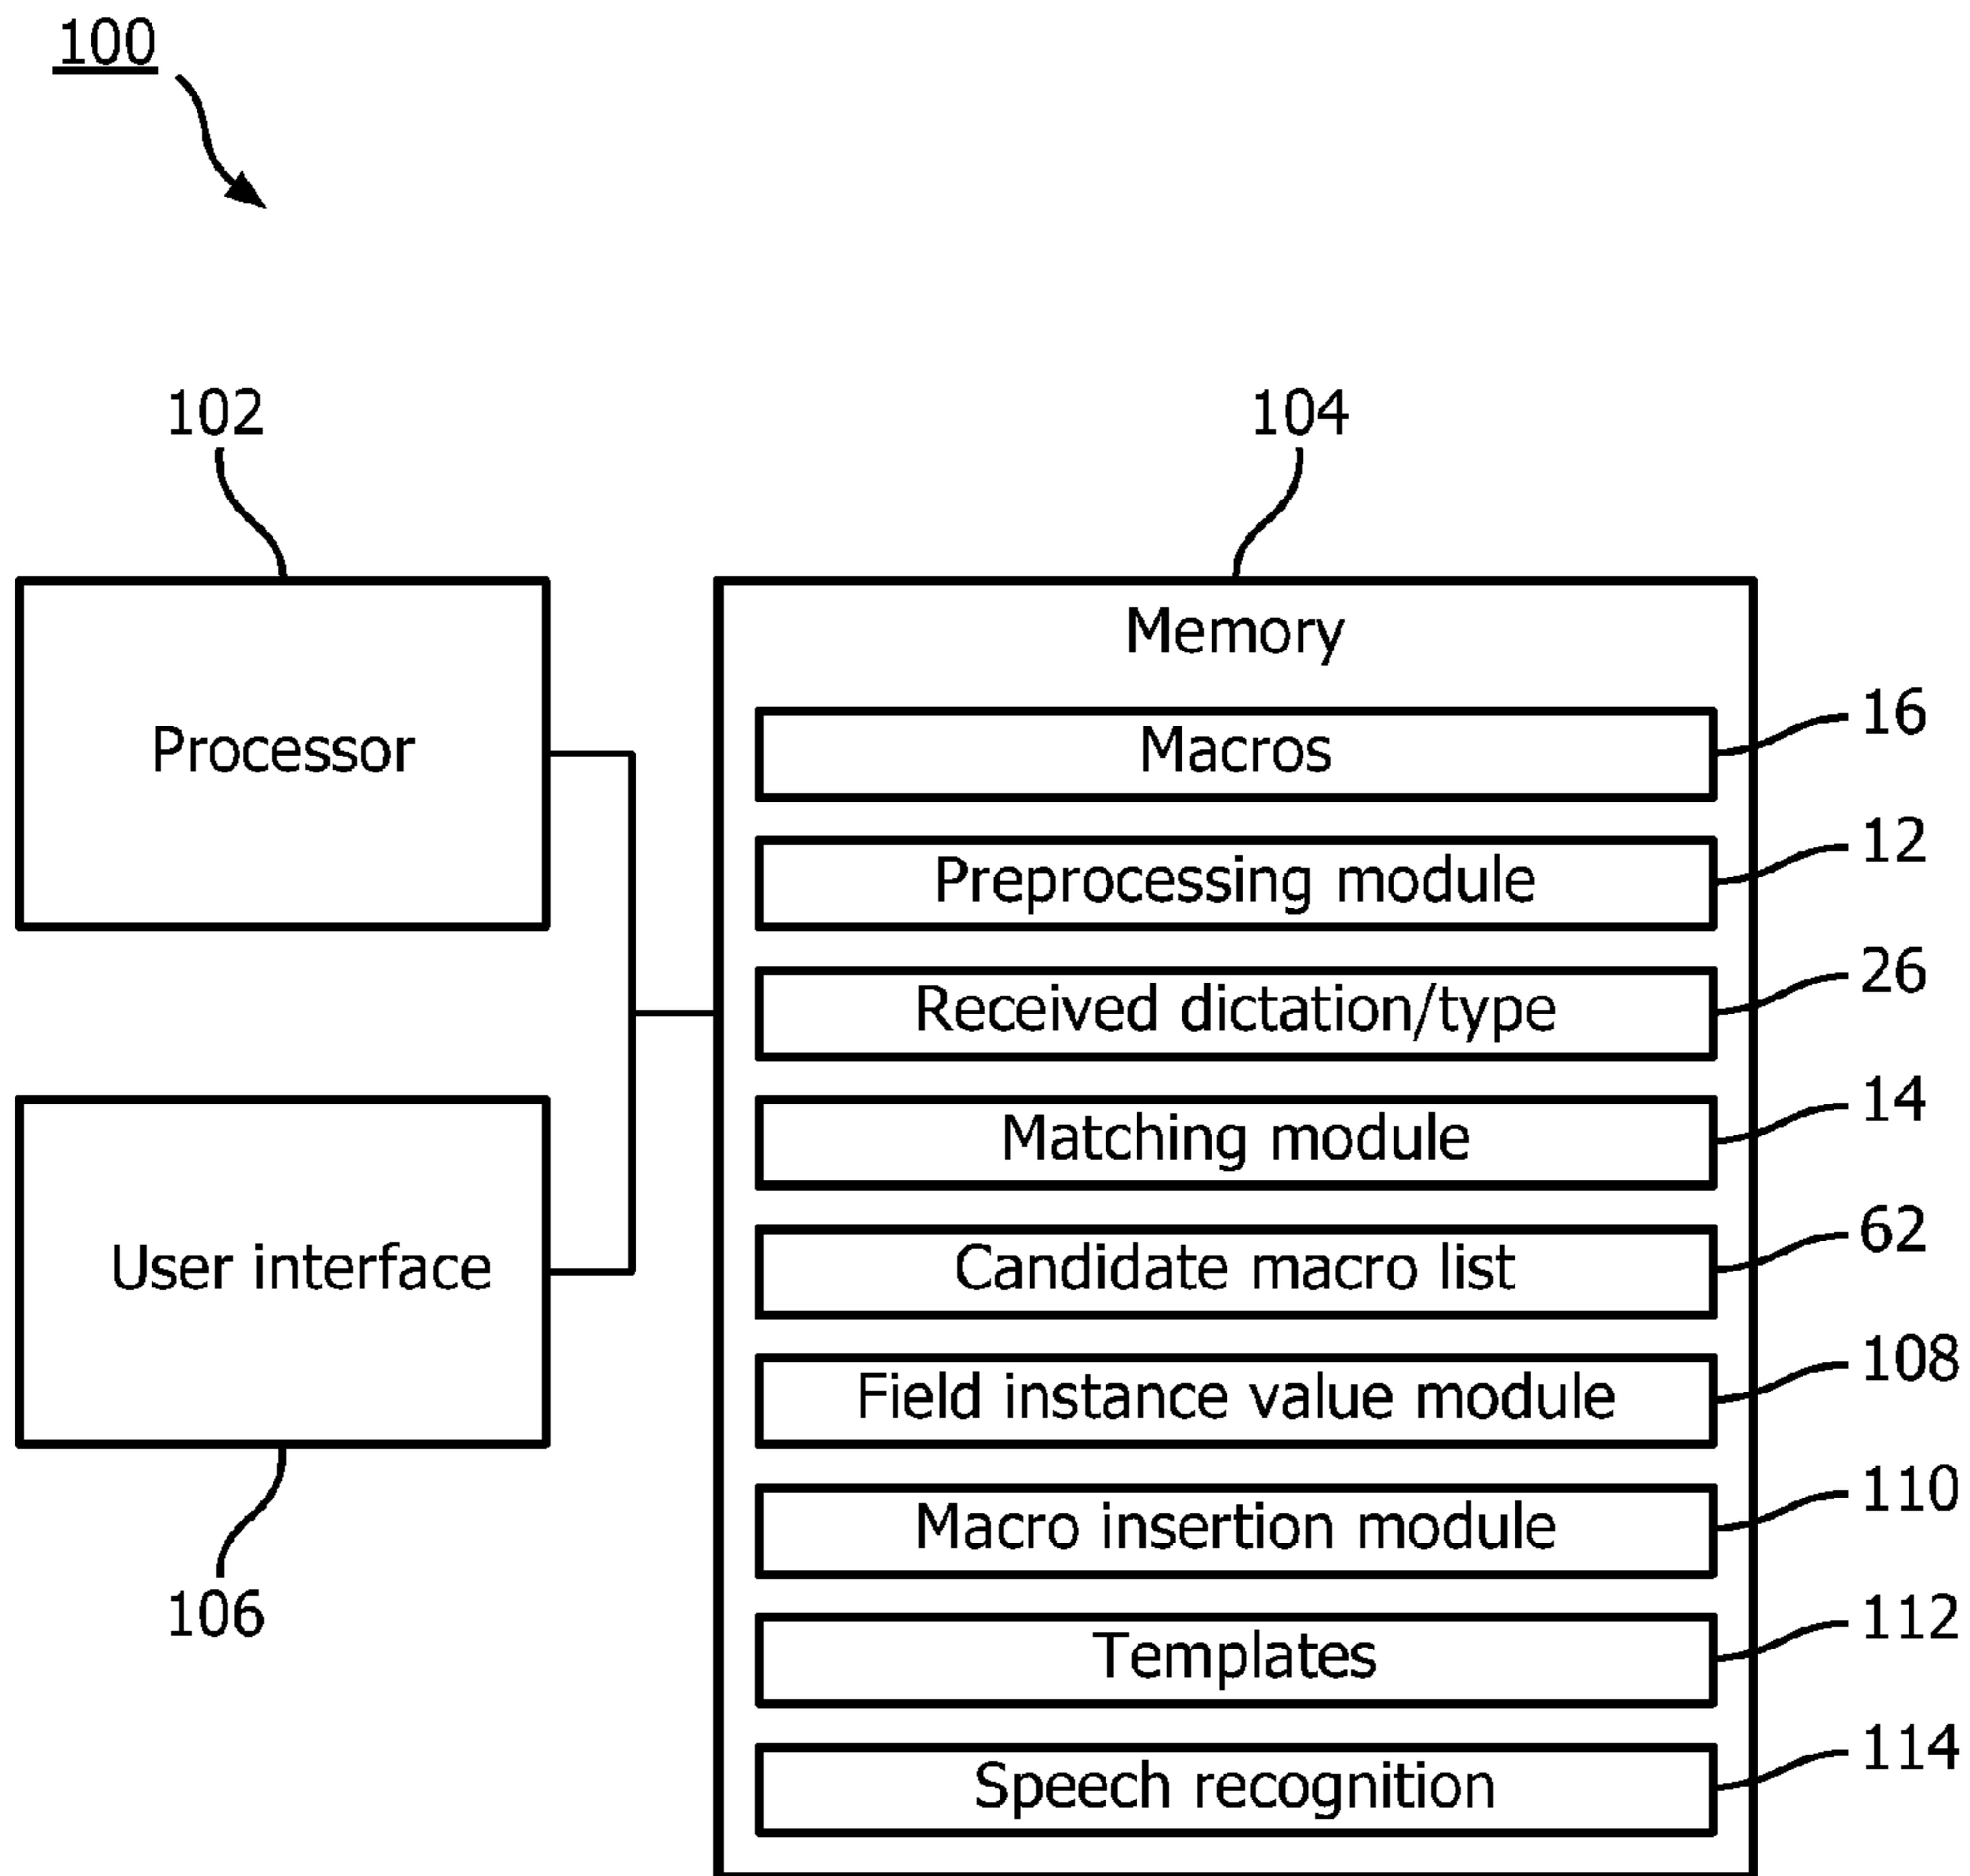 100
102
104
Processor
Memory
Macros
16
Preprocessing module
12
Received dictation/type
26
Matching module
14
User interface
Candidate macro list
62
Field instance value module
108
Macro insertion module
110
106
Templates
112
Speech recognition
114